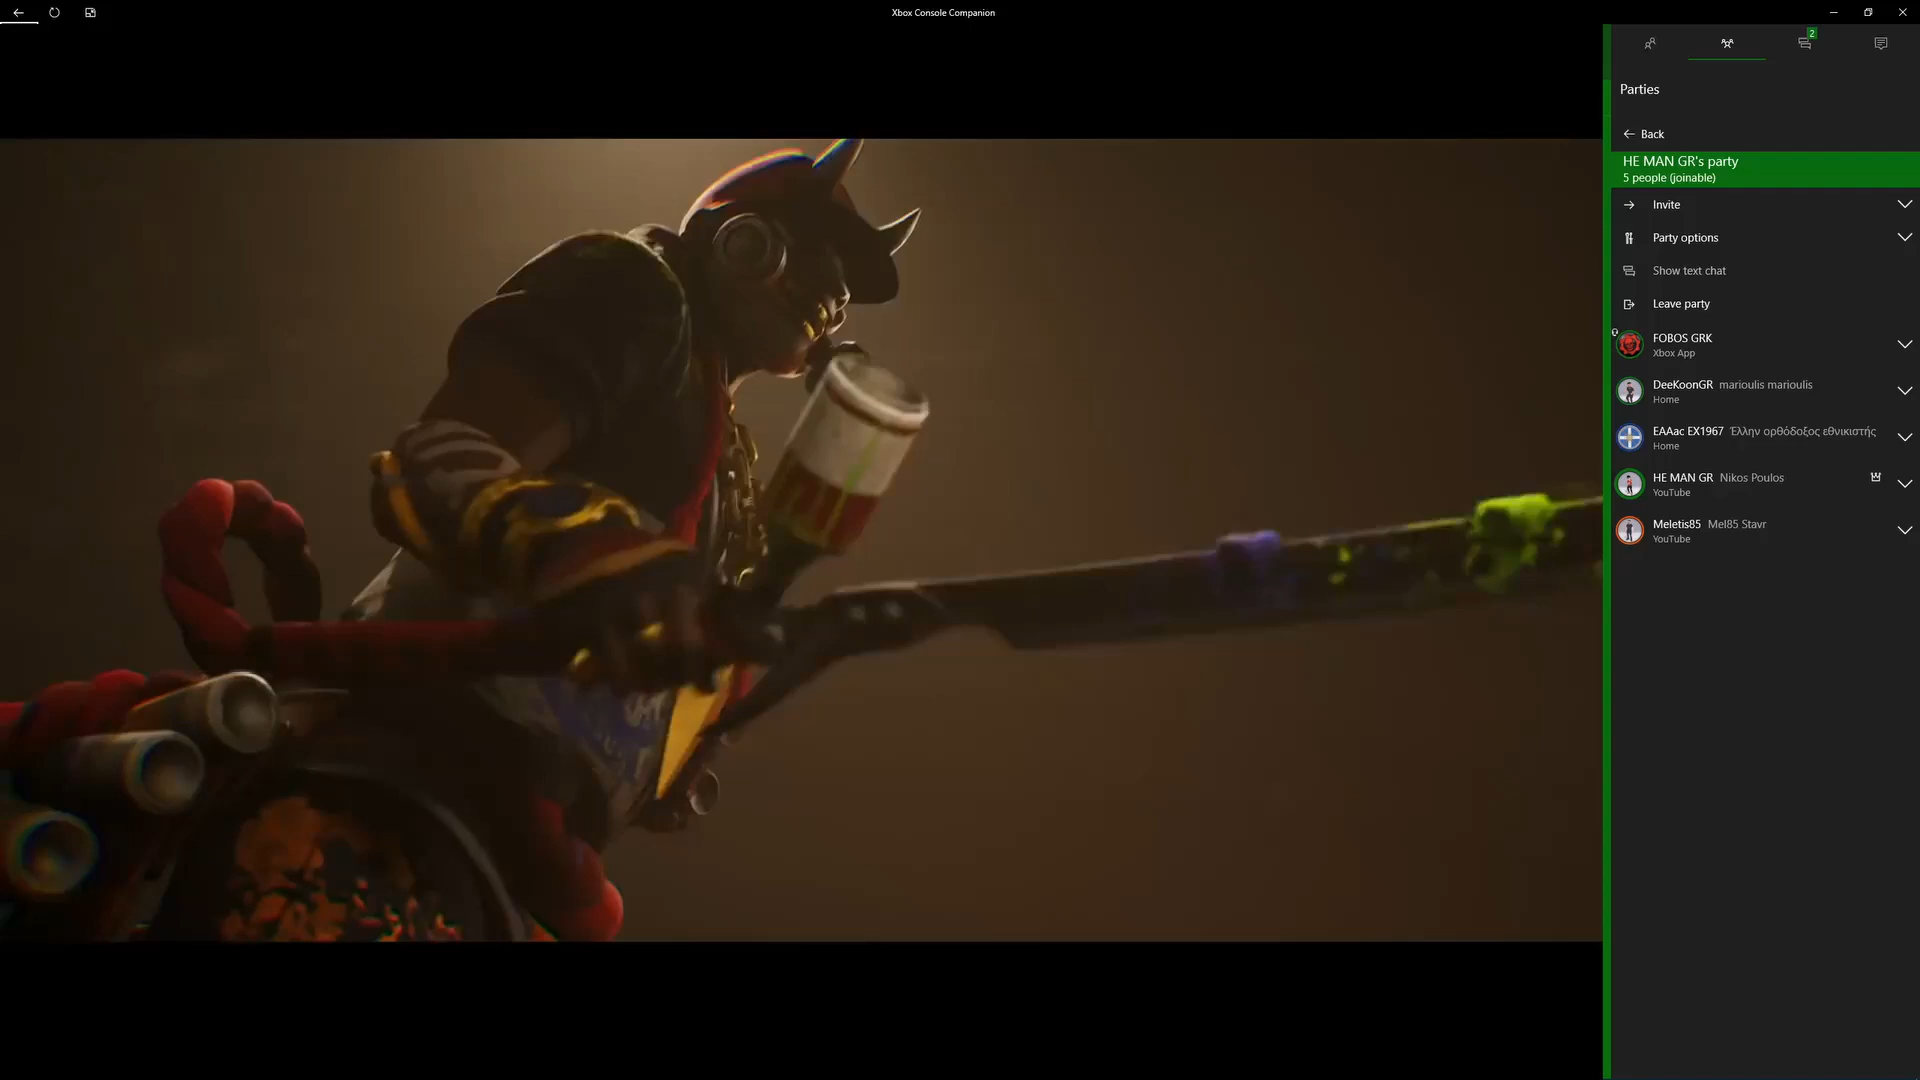 Xbox Console Companion
2
Parties
Back
HE MAN GR's party
5 people (joinable)
Invite
Party options
Show text chat
Leave party
FOBOS GRK
Xbox App
DeeKoonGR marioulis marioulis
Home
EAAac EX1967 Έλλην ορθόδοξος εθνικιστής
Home
HE MAN GR Nikos Poulos
YouTube
Meletis85 Mel85 Stavr
YouTube